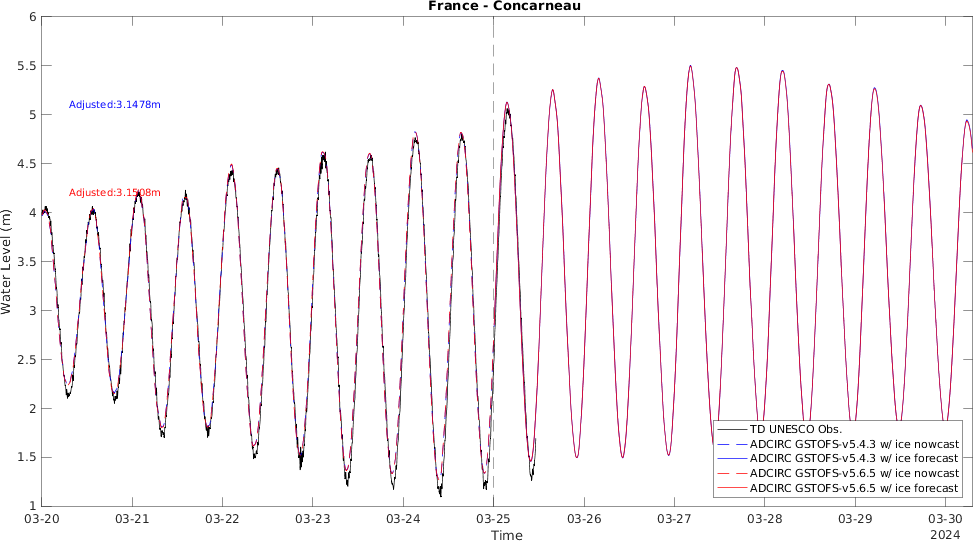 France - Concarneau
6
5.5
5
4.5
4
3.5
3
2.5
2
1.5
1
Water Level (m)
Adjusted:3.1478m
Adjusted:3.1508m
TD UNESCO Obs.
ADCIRC GSTOFS-v5.4.3 w/ ice nowcast
ADCIRC GSTOFS-v5.4.3 w/ ice forecast
ADCIRC GSTOFS-v5.6.5 w/ ice nowcast
ADCIRC GSTOFS-v5.6.5 w/ ice forecast
03-20 03-21 03-22 03-23 03-24 03-25 03-26 03-27 03-28 03-29 03-30
Time
2024